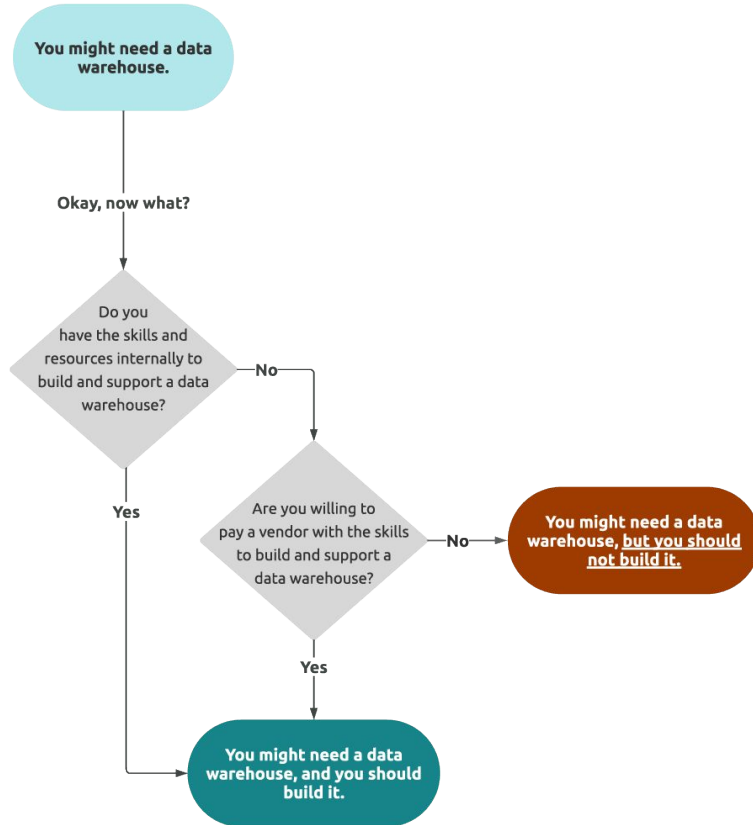 You might need a data
warehouse.
Okay, now what?
Do you
have the skills and
resources internally to
build and support a data
warehouse?
No
Yes
Are you willing to
pay a vendor with the skills
to build and support a
data warehouse?
No
You might need a data
warehouse, but you should
not build it.
Yes
You might need a data
warehouse, and you should
build it.